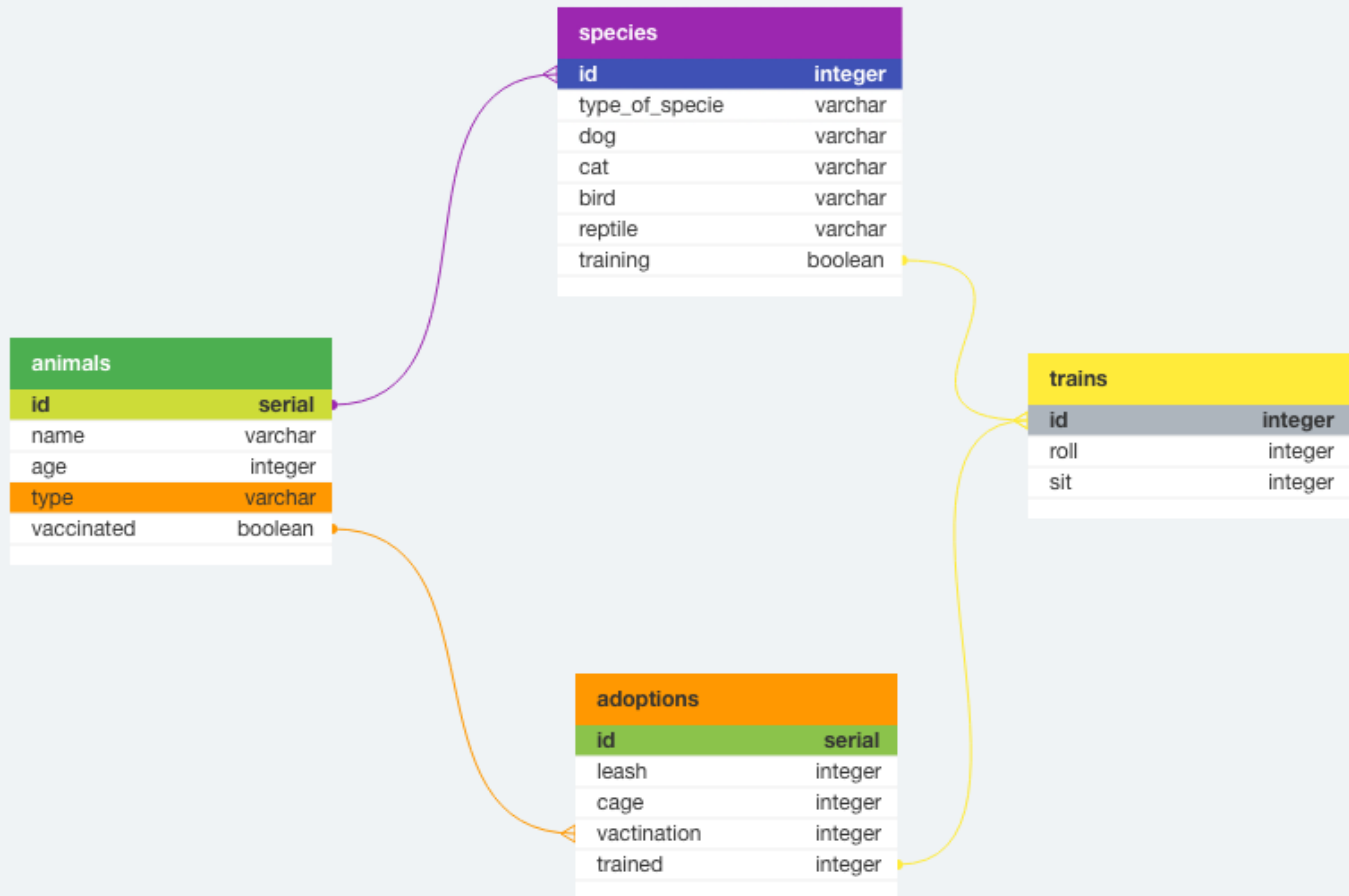 species
id integer
type_of_specie varchar
dog varchar
cat varchar
bird varchar
reptile varchar
training boolean
animals
id serial
name varchar
age integer
type varchar
vaccinated boolean
trains
id integer
roll integer
sit integer
adoptions
id serial
leash integer
cage integer
vactination integer
trained integer